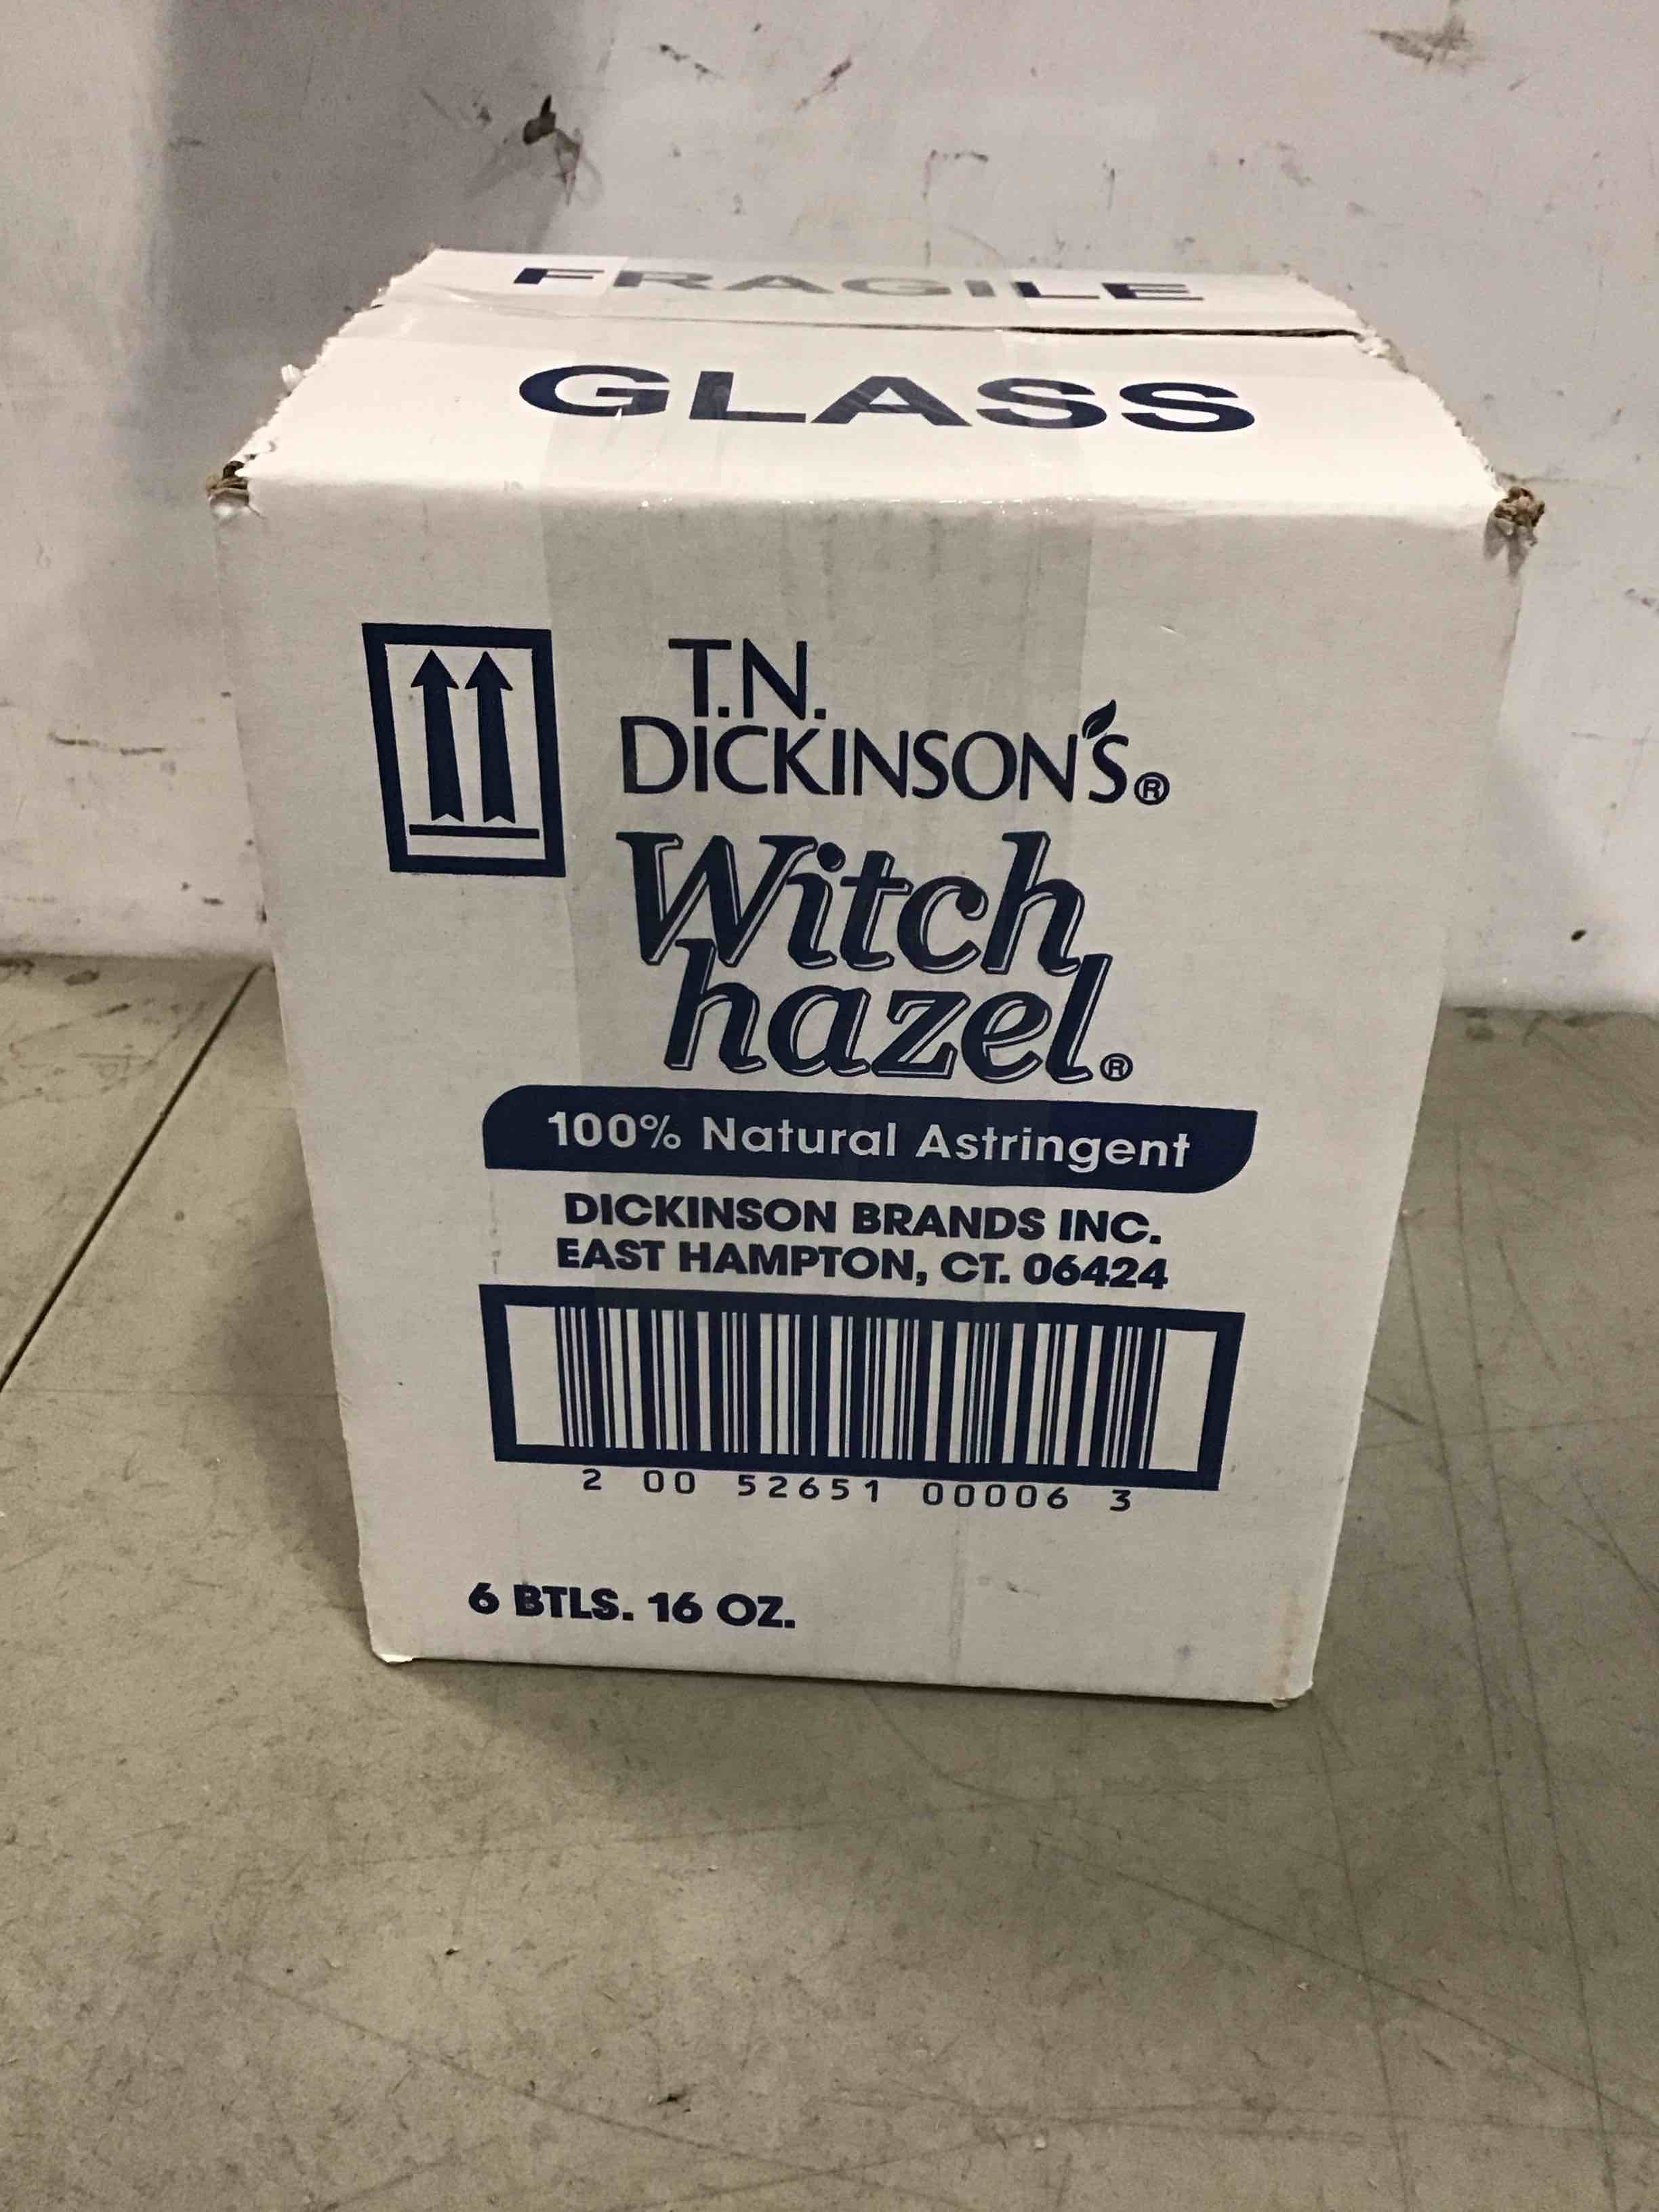 FRAGILE
GLASS
T.N.
DICKINSON'S®
Witch
hazel®
100% Natural Astringent
DICKINSON BRANDS INC.
EAST HAMPTON, CT. 06424
2 00 52651 00006 3
6 BTLS. 16 OZ.